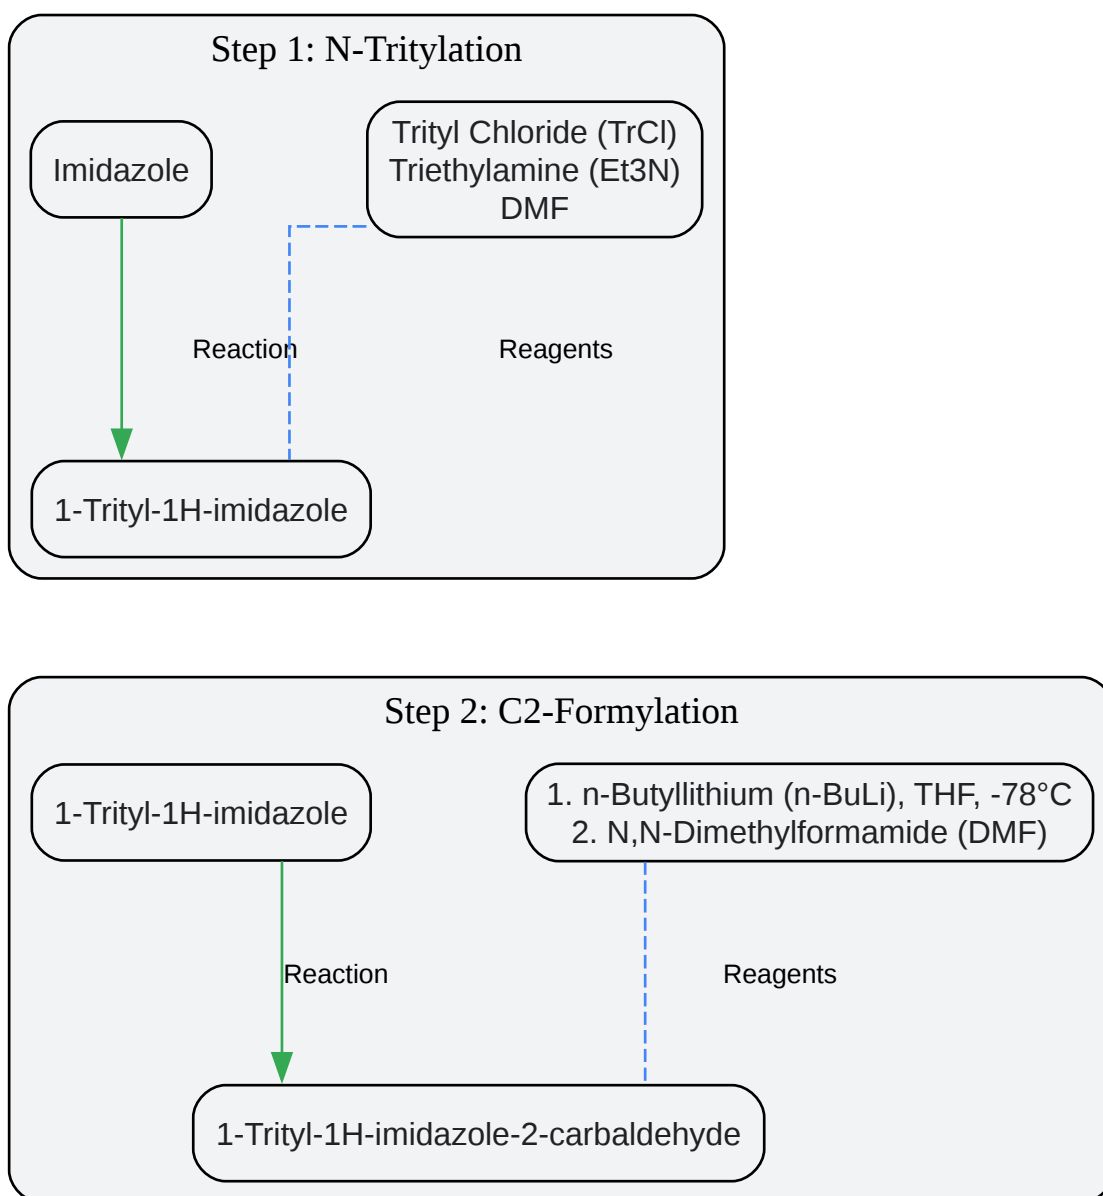 Step 1: N-Tritylation
Imidazole
Trityl Chloride (TrCl)
Triethylamine (Et3N)
DMF
Reaction
Reagents
1-Trityl-1H-imidazole
Step 2: C2-Formylation
1-Trityl-1H-imidazole
1. n-Butyllithium (n-BuLi), THF, -78°C
2. N,N-Dimethylformamide (DMF)
Reaction
Reagents
1-Trityl-1H-imidazole-2-carbaldehyde